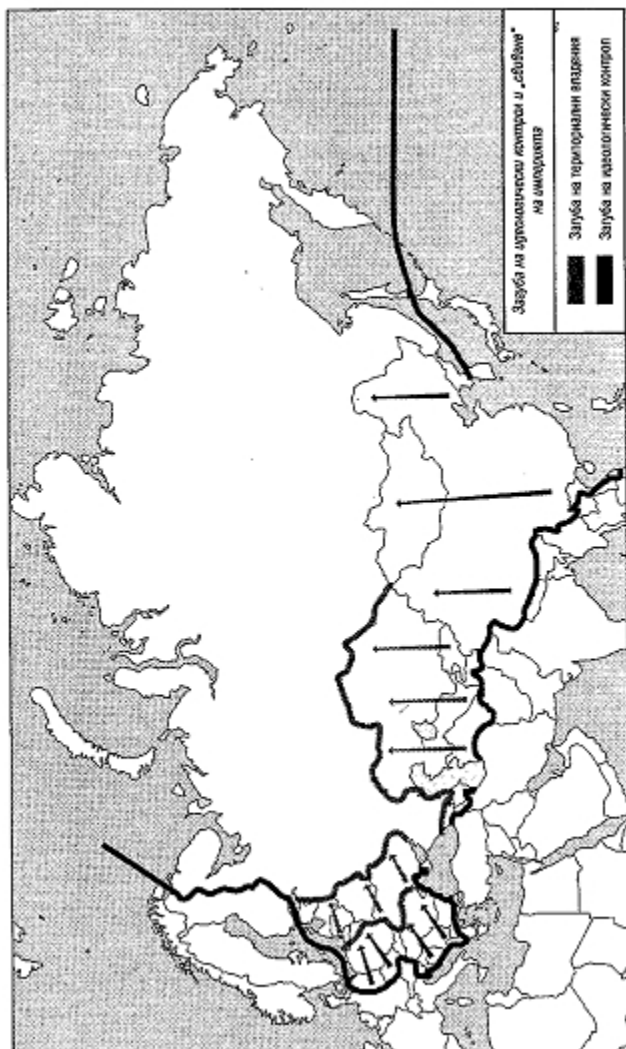 Загуба на идеологически контрол и „свиване“
на империята
Загуба на териториални владения
Загуба на идеологически контрол